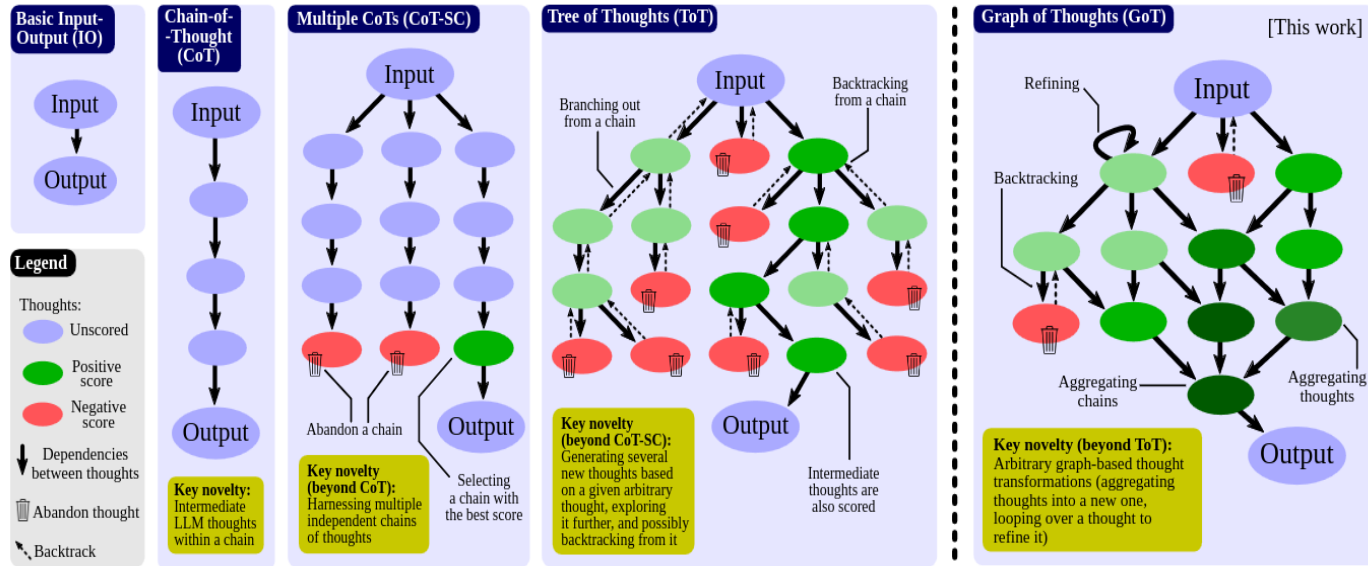 Basic Input-
Output (IO)
Input
Output
Legend
Thoughts:
Unscored
Positive
score
Negative
score
Dependencies
between thoughts
Abandon thought
Backtrack
Chain-of-
-Thought
(CoT)
Input
Output
Key novelty:
Intermediate
LLM thoughts
within a chain
Multiple CoTs (CoT-SC)
Input
Abandon a chain
Output
Selecting
a chain with
the best score
Key novelty
(beyond CoT):
Harnessing multiple
independent chains
of thoughts
Tree of Thoughts (ToT)
Input
Branching out
from a chain
Backtracking
from a chain
Output
Intermediate
thoughts are
also scored
Key novelty
(beyond CoT-SC):
Generating several
new thoughts based
on a given arbitrary
thought, exploring
it further, and possibly
backtracking from it
Graph of Thoughts (GoT)
[This work]
Input
Refining
Backtracking
Aggregating
chains
Aggregating
thoughts
Output
Key novelty (beyond ToT):
Arbitrary graph-based thought
transformations (aggregating
thoughts into a new one,
looping over a thought to
refine it)